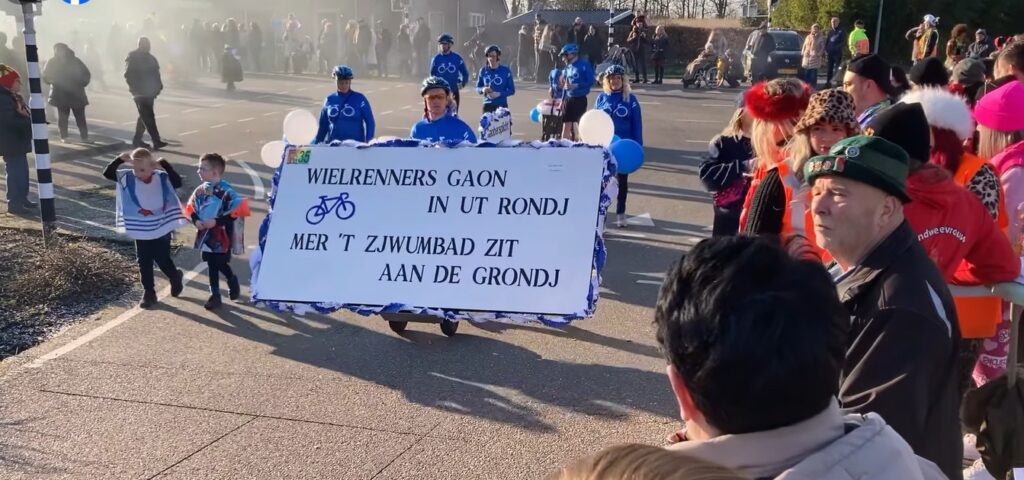 WIELRENNERS GAON
IN UT RONDJ
MER 'T ZJWUMBAD ZIT
AAN DE GRONDJ